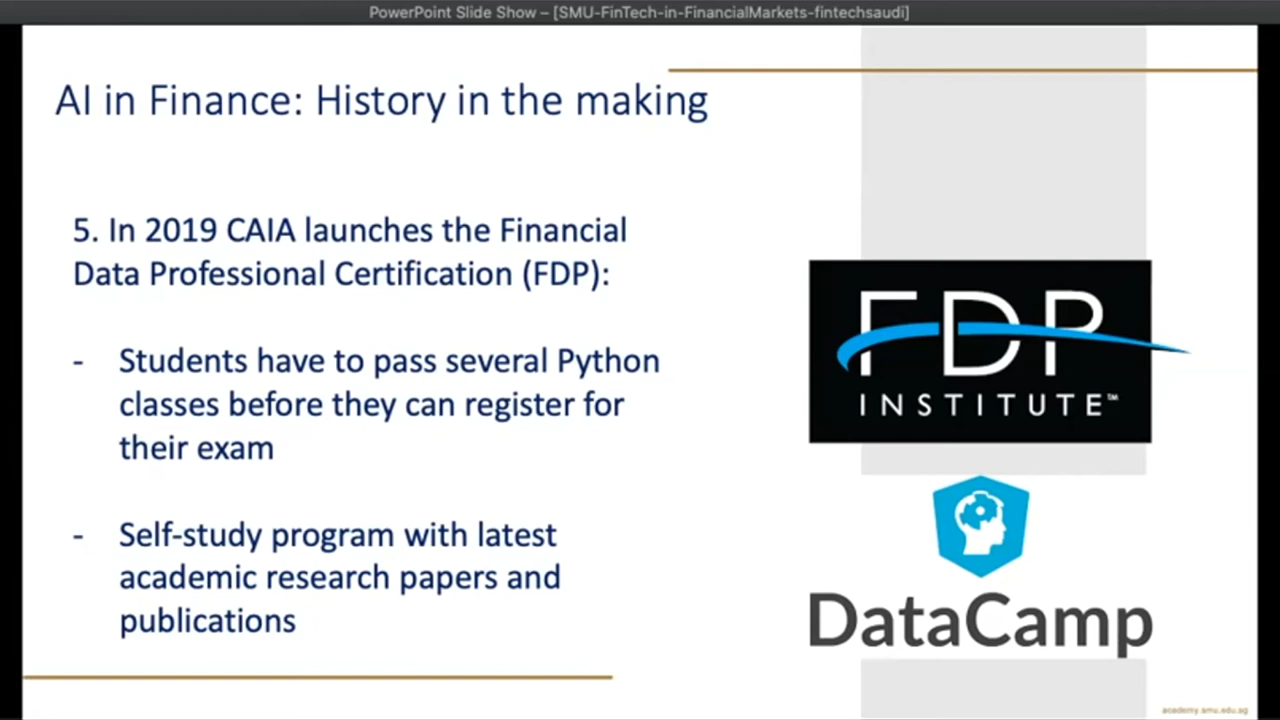 PowerPoint Slide Show – [SMU-FinTech-in-FinancialMarkets-fintechsaudi]
AI in Finance: History in the making
5. In 2019 CAIA launches the Financial
Data Professional Certification (FDP):
- Students have to pass several Python
classes before they can register for
their exam
- Self-study program with latest
academic research papers and
publications
FDP
INSTITUTE™
DataCamp
academy.smu.edu.sg